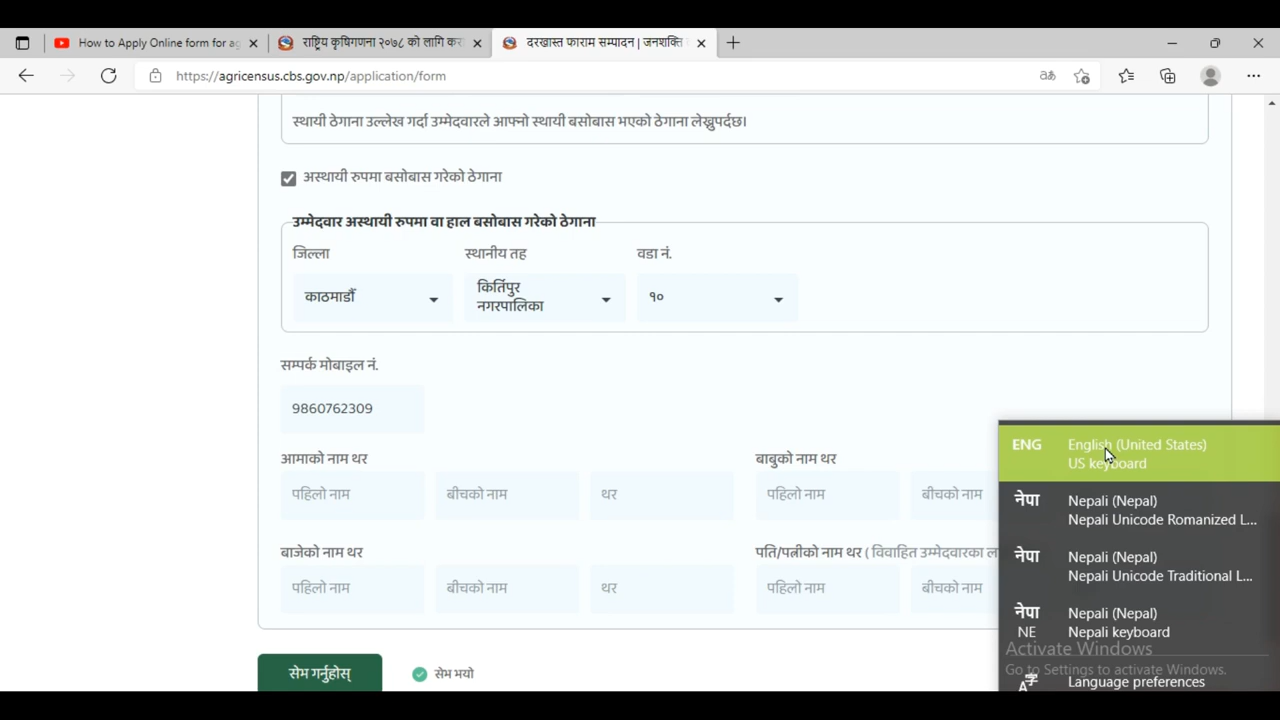 How to Apply Online form for ag
राष्ट्रिय कृषिगणना २०७८ को लागि कर
दरखास्त फाराम सम्पादन | जनशक्ति
https://agricensus.cbs.gov.np/application/form
स्थायी ठेगाना उल्लेख गर्दा उम्मेदवारले आफ्नो स्थायी बसोबास भएको ठेगाना लेख्नुपर्दछ।
अस्थायी रुपमा बसोबास गरेको ठेगाना
उम्मेदवार अस्थायी रुपमा वा हाल बसोबास गरेको ठेगाना
जिल्ला स्थानीय तह वडा नं.
काठमाडौँ किर्तिपुर नगरपालिका १०
सम्पर्क मोबाइल नं.
9860762309
आमाको नाम थर बाबुको नाम थर
पहिलो नाम बीचको नाम थर पहिलो नाम बीचको नाम
बाजेको नाम थर पति/पत्नीको नाम थर ( विवाहित उम्मेदवारका ल
पहिलो नाम बीचको नाम थर पहिलो नाम बीचको नाम
सेभ गर्नुहोस् सेभ भयो
ENG English (United States)
US keyboard
नेपा Nepali (Nepal)
Nepali Unicode Romanized L...
नेपा Nepali (Nepal)
Nepali Unicode Traditional L...
नेपा Nepali (Nepal)
NE Nepali keyboard
Activate Windows
Go to Settings to activate Windows.
Language preferences